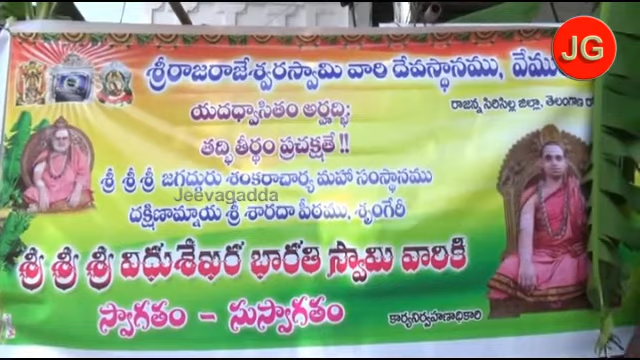 JG
శ్రీరాజరాజేశ్వరస్వామి వారి దేవస్థానము,
రాజన్న సిరిసిల్ల జిల్లా, తెలంగాణ
యదధ్వాసితం అర్హద్భి:
తద్ధి తీర్థం ప్రచక్షతే !!
శ్రీ శ్రీ శ్రీ జగద్గురు శంకరాచార్య మహా సంస్థానము
Jeevagadda
దక్షిణామ్నాయ శ్రీ శారదా పీఠము, శృంగేరీ
శ్రీ శ్రీ శ్రీ విధుశేఖర భారతి స్వామి వారికి
స్వాగతం – సుస్వాగతం
కార్యనిర్వహణాధికారి